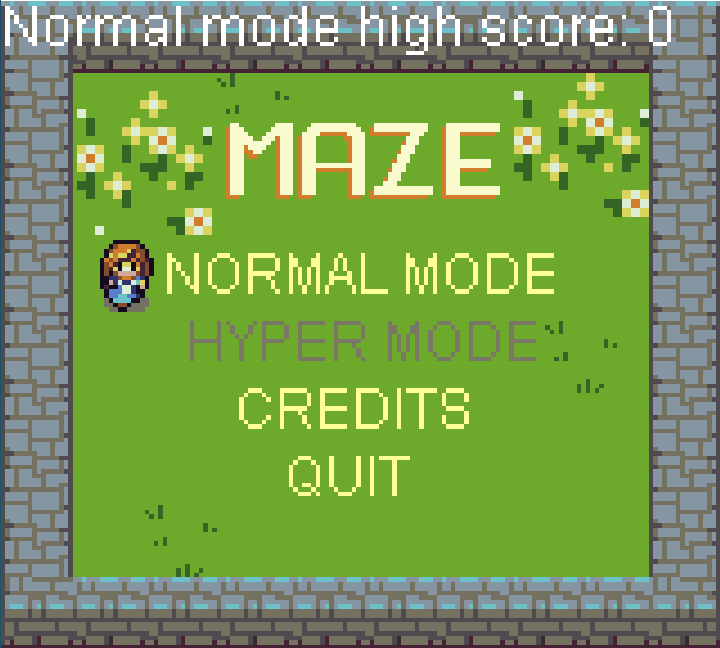 Normal mode high score: 0
MAZE
NORMAL MODE
HYPER MODE
CREDITS
QUIT